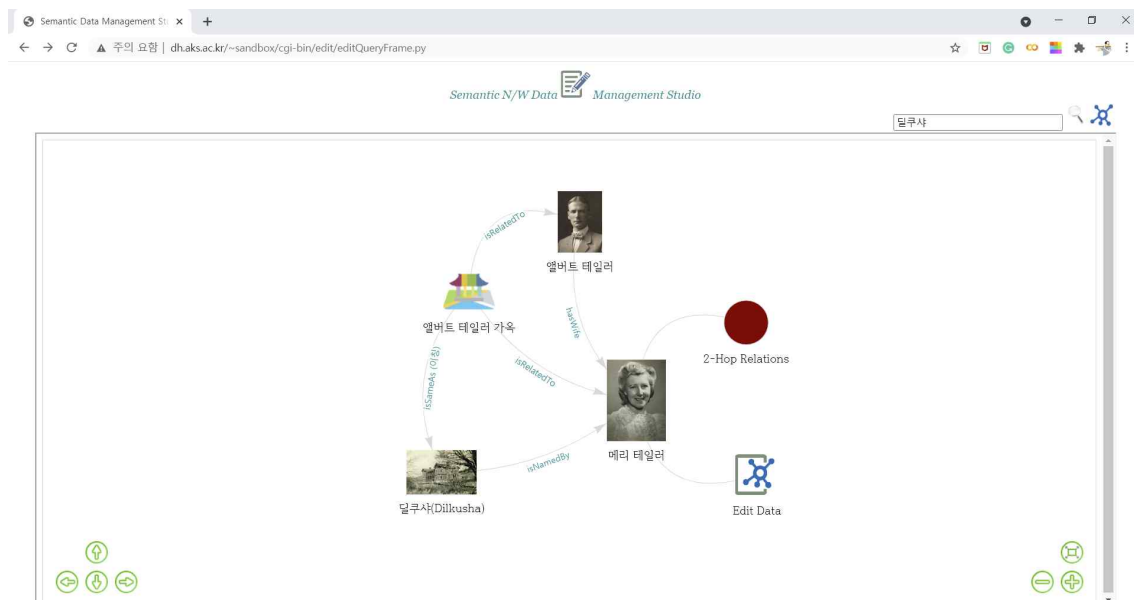 Semantic Data Management St
주의 요함 | dh.aks.ac.kr/~sandbox/cgi-bin/edit/editQueryFrame.py
Semantic N/W Data Management Studio
딜쿠샤
isRelatedTo
앨버트 테일러
앨버트 테일러 가옥
hasWife
2-Hop Relations
isSameAs (이칭)
isRelatedTo
메리 테일러
isNamedBy
딜쿠샤(Dilkusha)
Edit Data